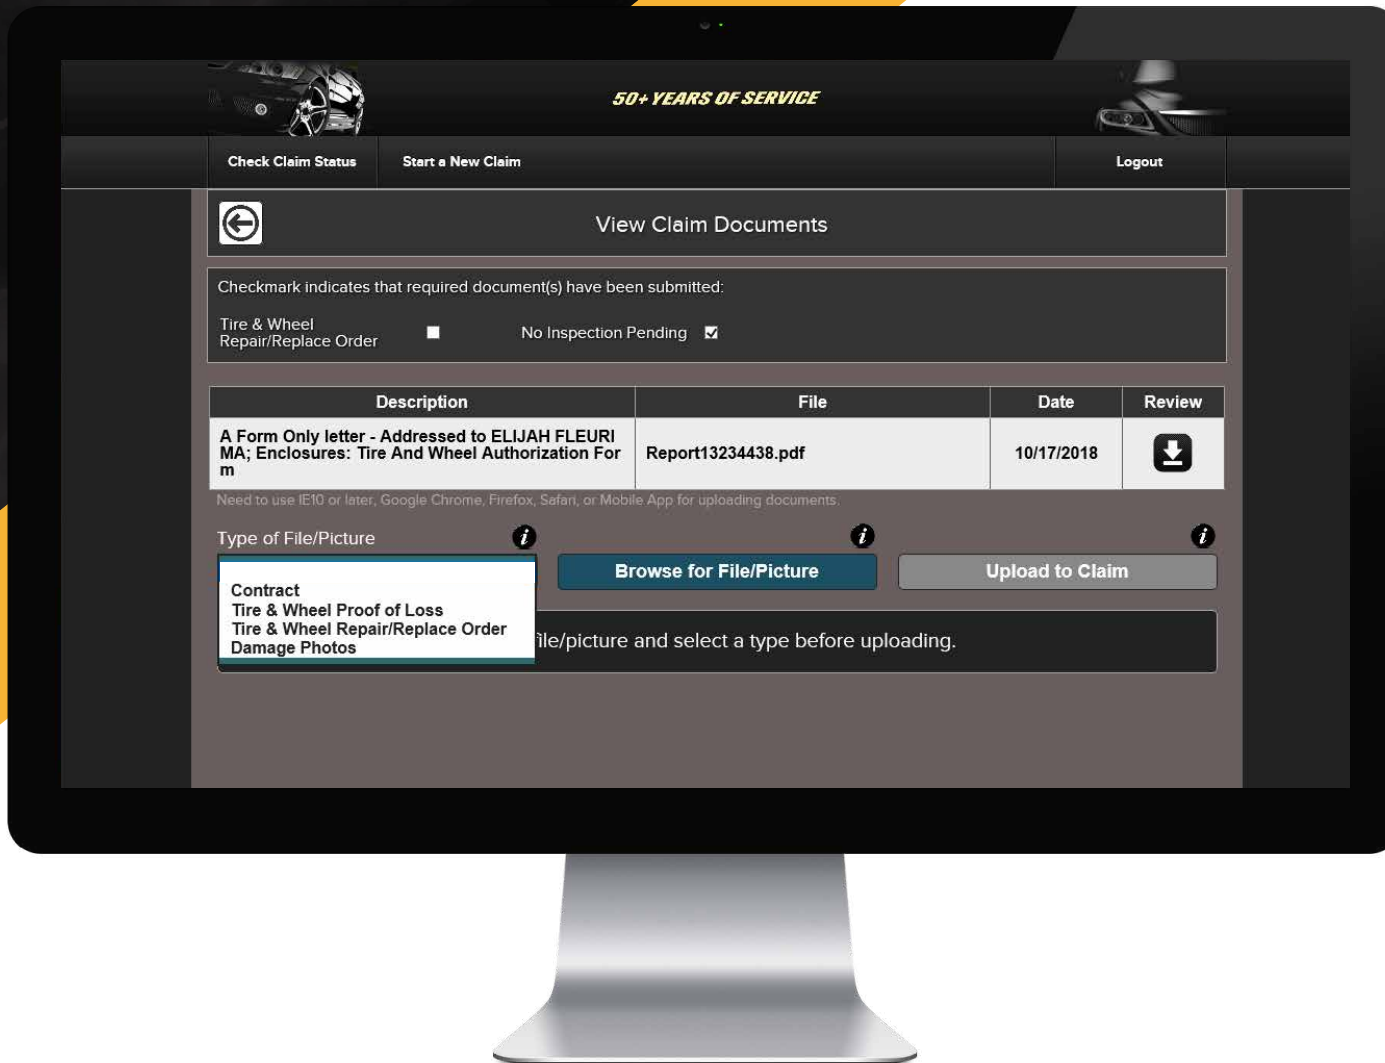 50+ YEARS OF SERVICE
Check Claim Status
Start a New Claim
Logout
View Claim Documents
Checkmark indicates that required document(s) have been submitted:
Tire & Wheel
Repair/Replace Order
No Inspection Pending
Description File Date Review
A Form Only letter - Addressed to ELIJAH FLEURI
MA; Enclosures: Tire And Wheel Authorization For
m
Report13234438.pdf
10/17/2018
Need to use IE10 or later, Google Chrome, Firefox, Safari, or Mobile App for uploading documents.
Type of File/Picture
Browse for File/Picture
Upload to Claim
Contract
Tire & Wheel Proof of Loss
Tire & Wheel Repair/Replace Order
Damage Photos
file/picture and select a type before uploading.